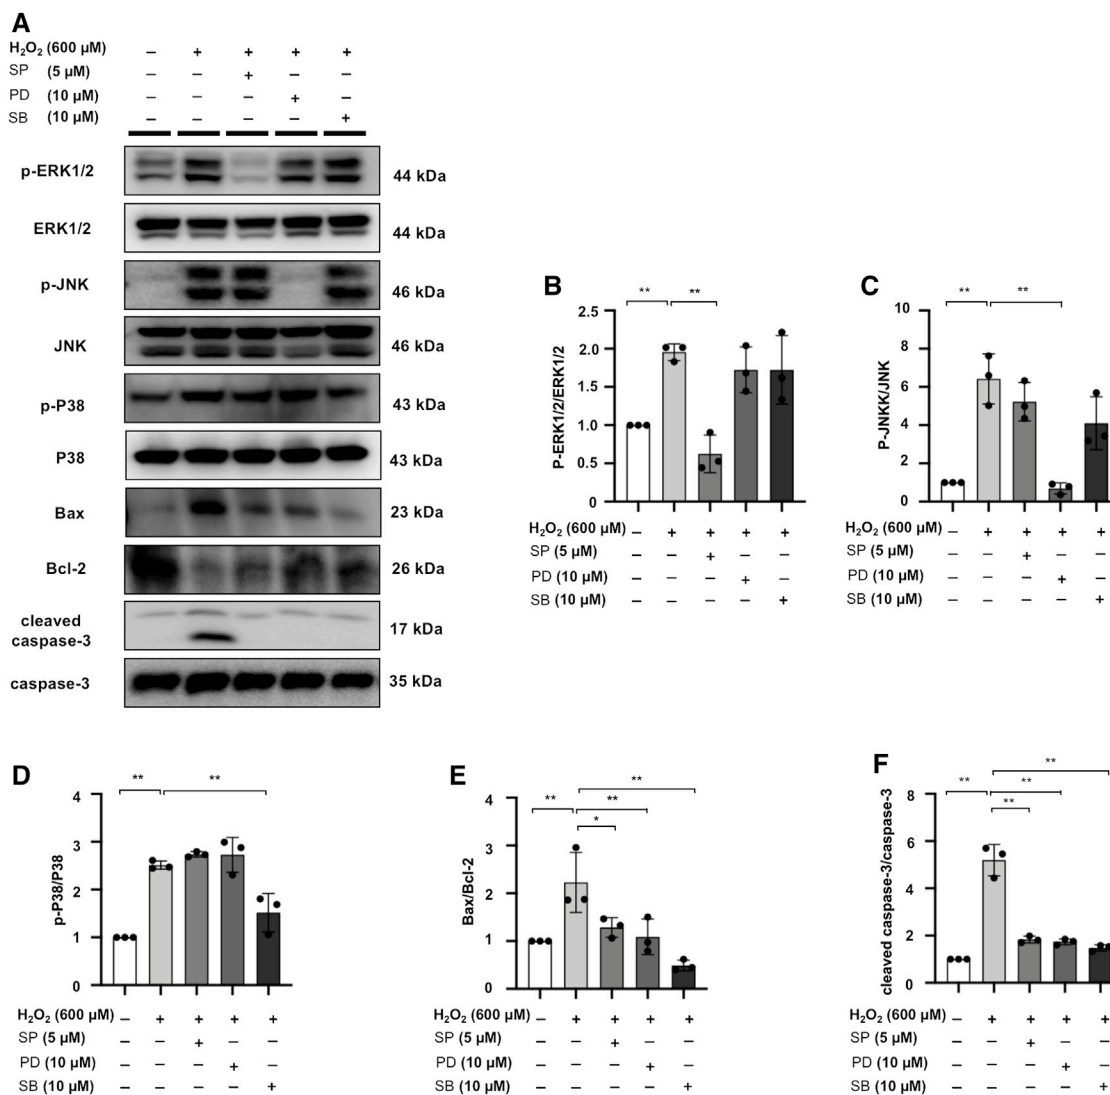 A
H₂O₂ (600 µM) – + + + +
SP (5 µM) – – + – –
PD (10 µM) – – – + –
SB (10 µM) – – – – +
p-ERK1/2 44 kDa
ERK1/2 44 kDa
p-JNK 46 kDa
JNK 46 kDa
p-P38 43 kDa
P38 43 kDa
Bax 23 kDa
Bcl-2 26 kDa
cleaved
caspase-3 17 kDa
caspase-3 35 kDa
B
** **
P-ERK1/2/ERK1/2
2.5
2.0
1.5
1.0
0.5
0
H₂O₂ (600 µM) – + + + +
SP (5 µM) – – + – –
PD (10 µM) – – – + –
SB (10 µM) – – – – +
C
** **
P-JNKK/JNK
10
8
6
4
2
0
H₂O₂ (600 µM) – + + + +
SP (5 µM) – – + – –
PD (10 µM) – – – + –
SB (10 µM) – – – – +
D
** **
p-P38/P38
4
3
2
1
0
H₂O₂ (600 µM) – + + + +
SP (5 µM) – – + – –
PD (10 µM) – – – + –
SB (10 µM) – – – – +
E
**
** **
*
Bax/Bcl-2
4
3
2
1
0
H₂O₂ (600 µM) – + + + +
SP (5 µM) – – + – –
PD (10 µM) – – – + –
SB (10 µM) – – – – +
F
**
** **
**
cleaved caspase-3/caspase-3
8
6
4
2
0
H₂O₂ (600 µM) – + + + +
SP (5 µM) – – + – –
PD (10 µM) – – – + –
SB (10 µM) – – – – +